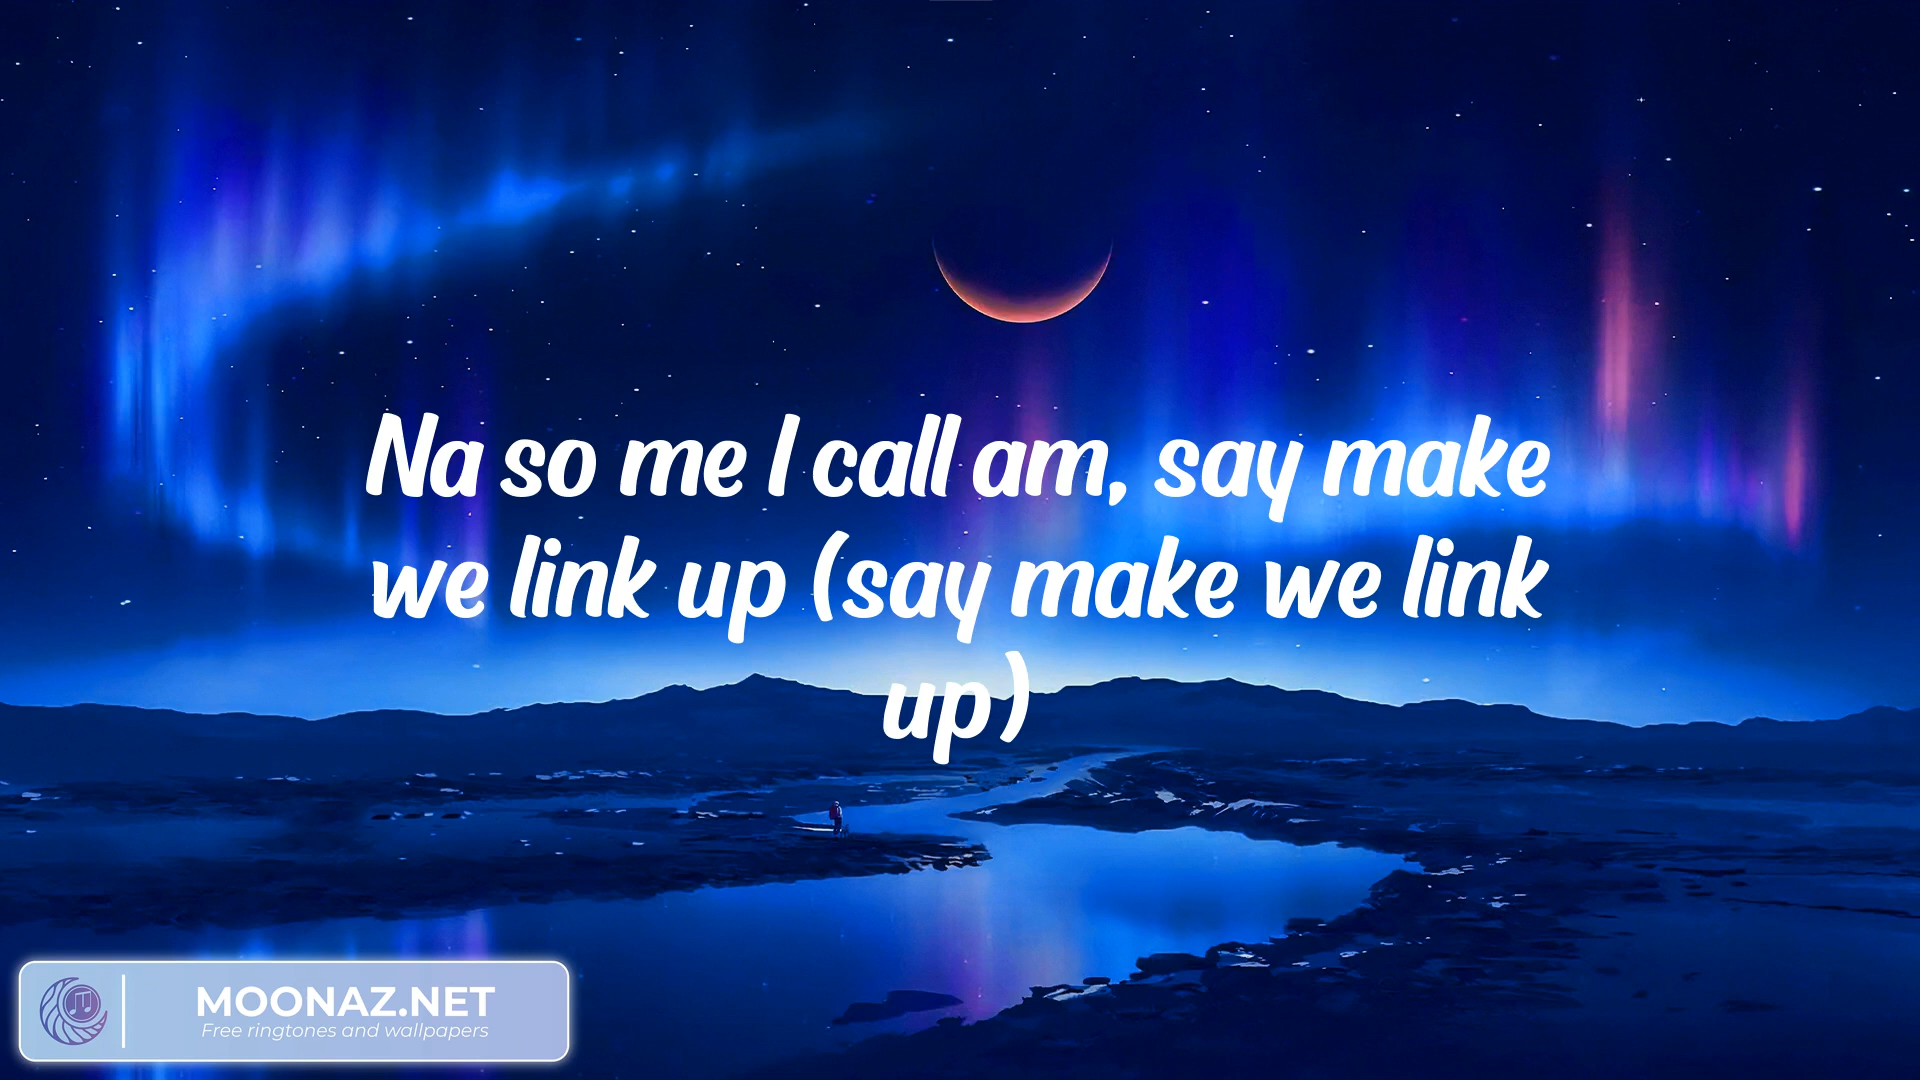 Na so me I call am, say make
we link up (say make we link
up)
MOONAZ.NET
Free ringtones and wallpapers